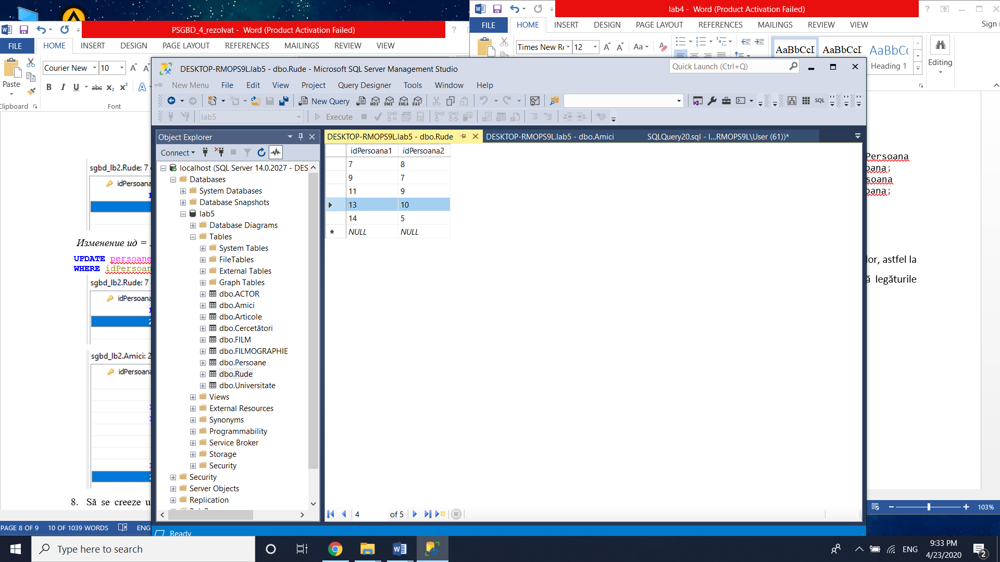 PSGBD_4_rezolvat - Word (Product Activation Failed)
FILE HOME INSERT DESIGN PAGE LAYOUT REFERENCES MAILINGS REVIEW VIEW
Courier New 10
Paste
Clipboard Font
lab4 - Word (Product Activation Failed)
FILE HOME INSERT DESIGN PAGE LAYOUT REFERENCES MAILINGS REVIEW VIEW Sign i
Times New Ro 12
AaBbCcI AaBbCcI AaBbCc
Heading 1
Editing
DESKTOP-RMOPS9L.lab5 - dbo.Rude - Microsoft SQL Server Management Studio
Quick Launch (Ctrl+Q)
New Menu File Edit View Project Query Designer Tools Window Help
New Query MDX DMX XMLA DAX SQL
lab5 Execute
Object Explorer
Connect
localhost (SQL Server 14.0.2027 - DES
Databases
System Databases
Database Snapshots
lab5
Database Diagrams
Tables
System Tables
FileTables
External Tables
Graph Tables
dbo.ACTOR
dbo.Amici
dbo.Articole
dbo.Cercetători
dbo.FILM
dbo.FILMOGRAPHIE
dbo.Persoane
dbo.Rude
dbo.Universitate
Views
External Resources
Synonyms
Programmability
Service Broker
Storage
Security
Security
Server Objects
Replication
DESKTOP-RMOPS9L.lab5 - dbo.Rude
DESKTOP-RMOPS9L.lab5 - dbo.Amici
SQLQuery20.sql - l...RMOPS9L\User (61))*
idPersoana1 idPersoana2
7 8
9 7
11 9
13 10
14 5
NULL NULL
4 of 5
Ready
sgbd_lb2.Rude: 7
idPersoana
Изменение ид =
UPDATE persoane
WHERE idPersoan
sgbd_lb2.Rude: 7
idPersoana
sgbd_lb2.Amici: 2
idPersoana
8. Să se creeze u
Persoana
oana;
soana
oana;
lor, astfel la
ă legăturile
PAGE 8 OF 9 10 OF 1039 WORDS ENG
103%
Type here to search
ENG
9:33 PM
4/23/2020
2